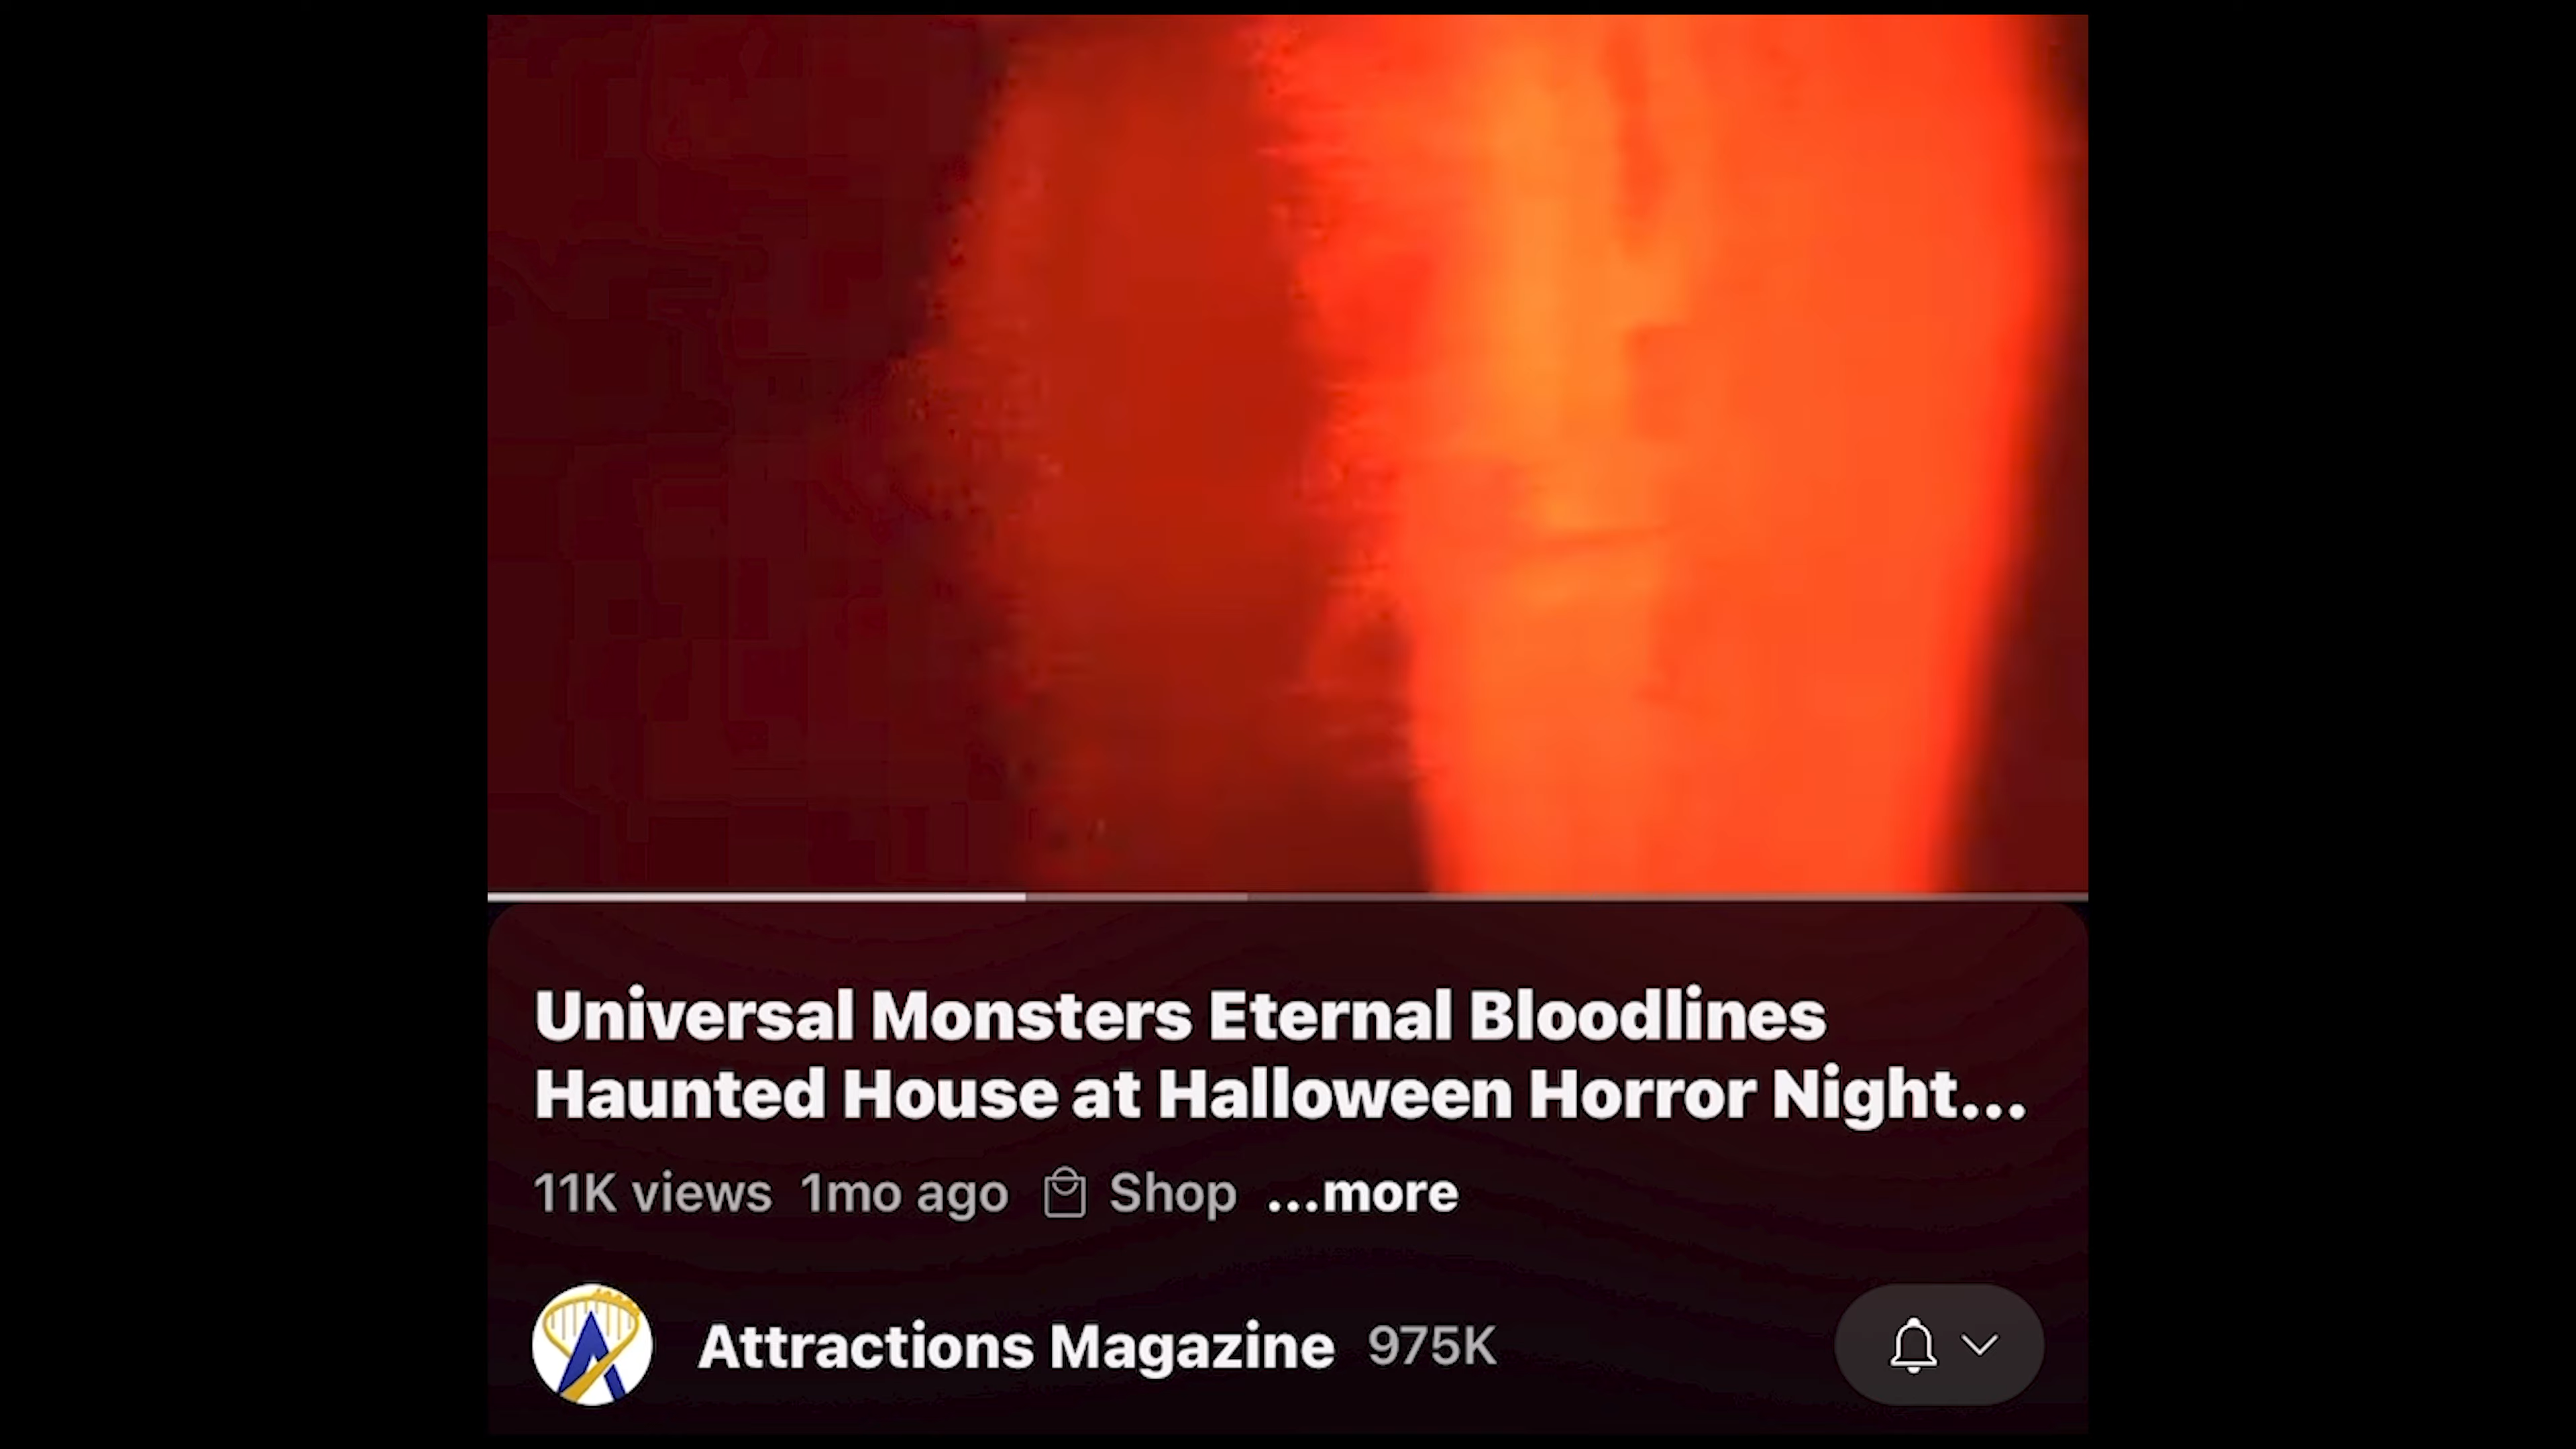 Universal Monsters Eternal Bloodlines
Haunted House at Halloween Horror Night...
11K views 1mo ago Shop ...more
Attractions Magazine 975K